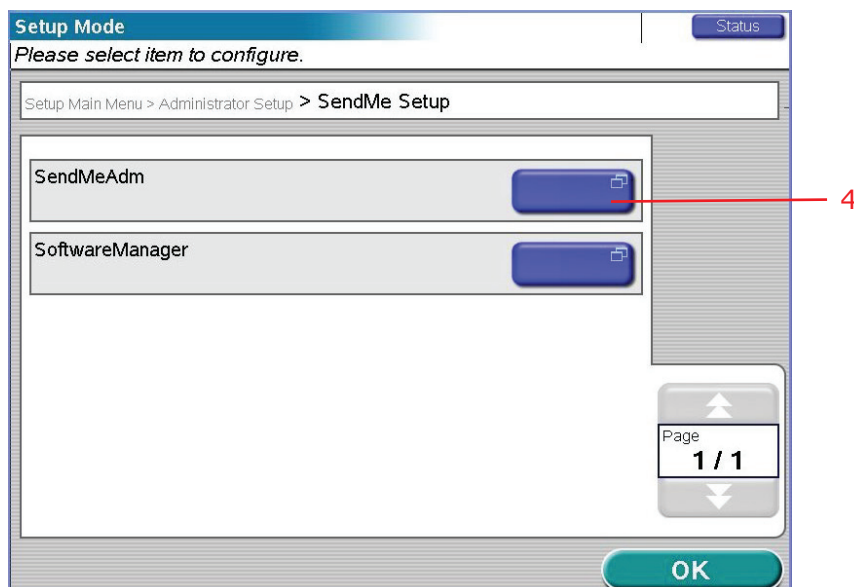 Setup Mode
Status
Please select item to configure.
Setup Main Menu > Administrator Setup > SendMe Setup
SendMeAdm
4
SoftwareManager
Page
1 / 1
OK